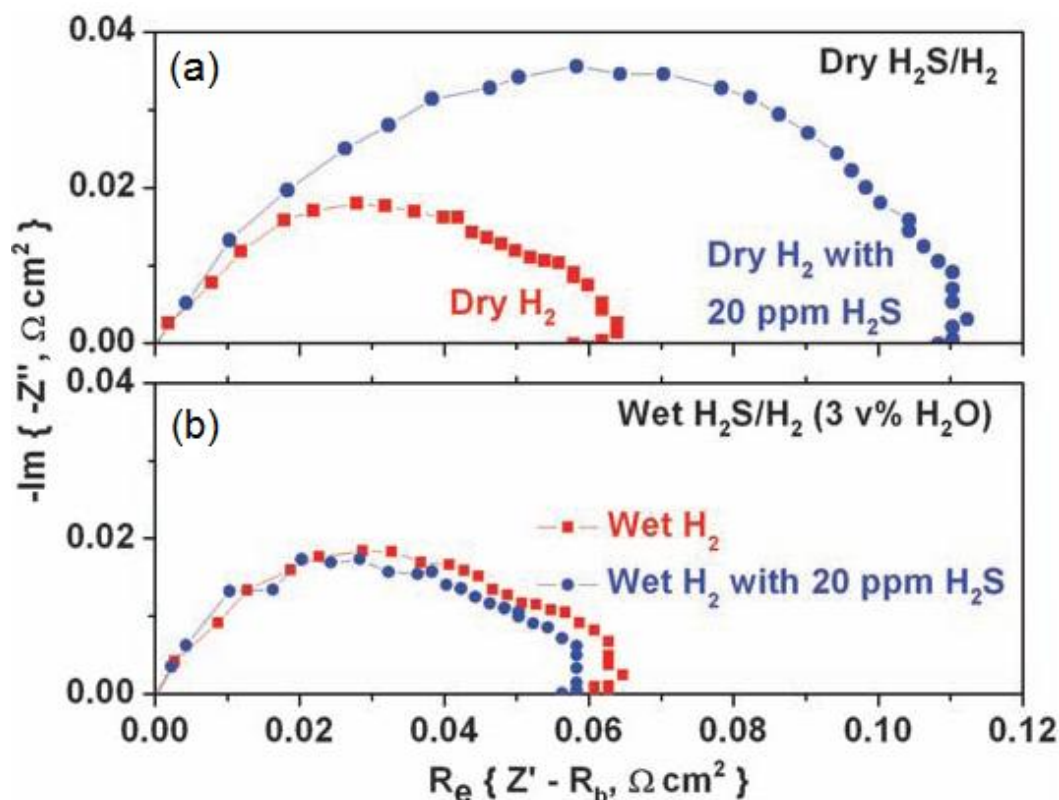 0.04
(a)
Dry H₂S/H₂
0.02
Dry H₂
Dry H₂ with
20 ppm H₂S
0.00
-Im { -Z'', Ω cm² }
0.04
(b)
Wet H₂S/H₂ (3 v% H₂O)
0.02
Wet H₂
Wet H₂ with 20 ppm H₂S
0.00
0.00 0.02 0.04 0.06 0.08 0.10 0.12
Rₑ { Z' - R_b, Ω cm² }